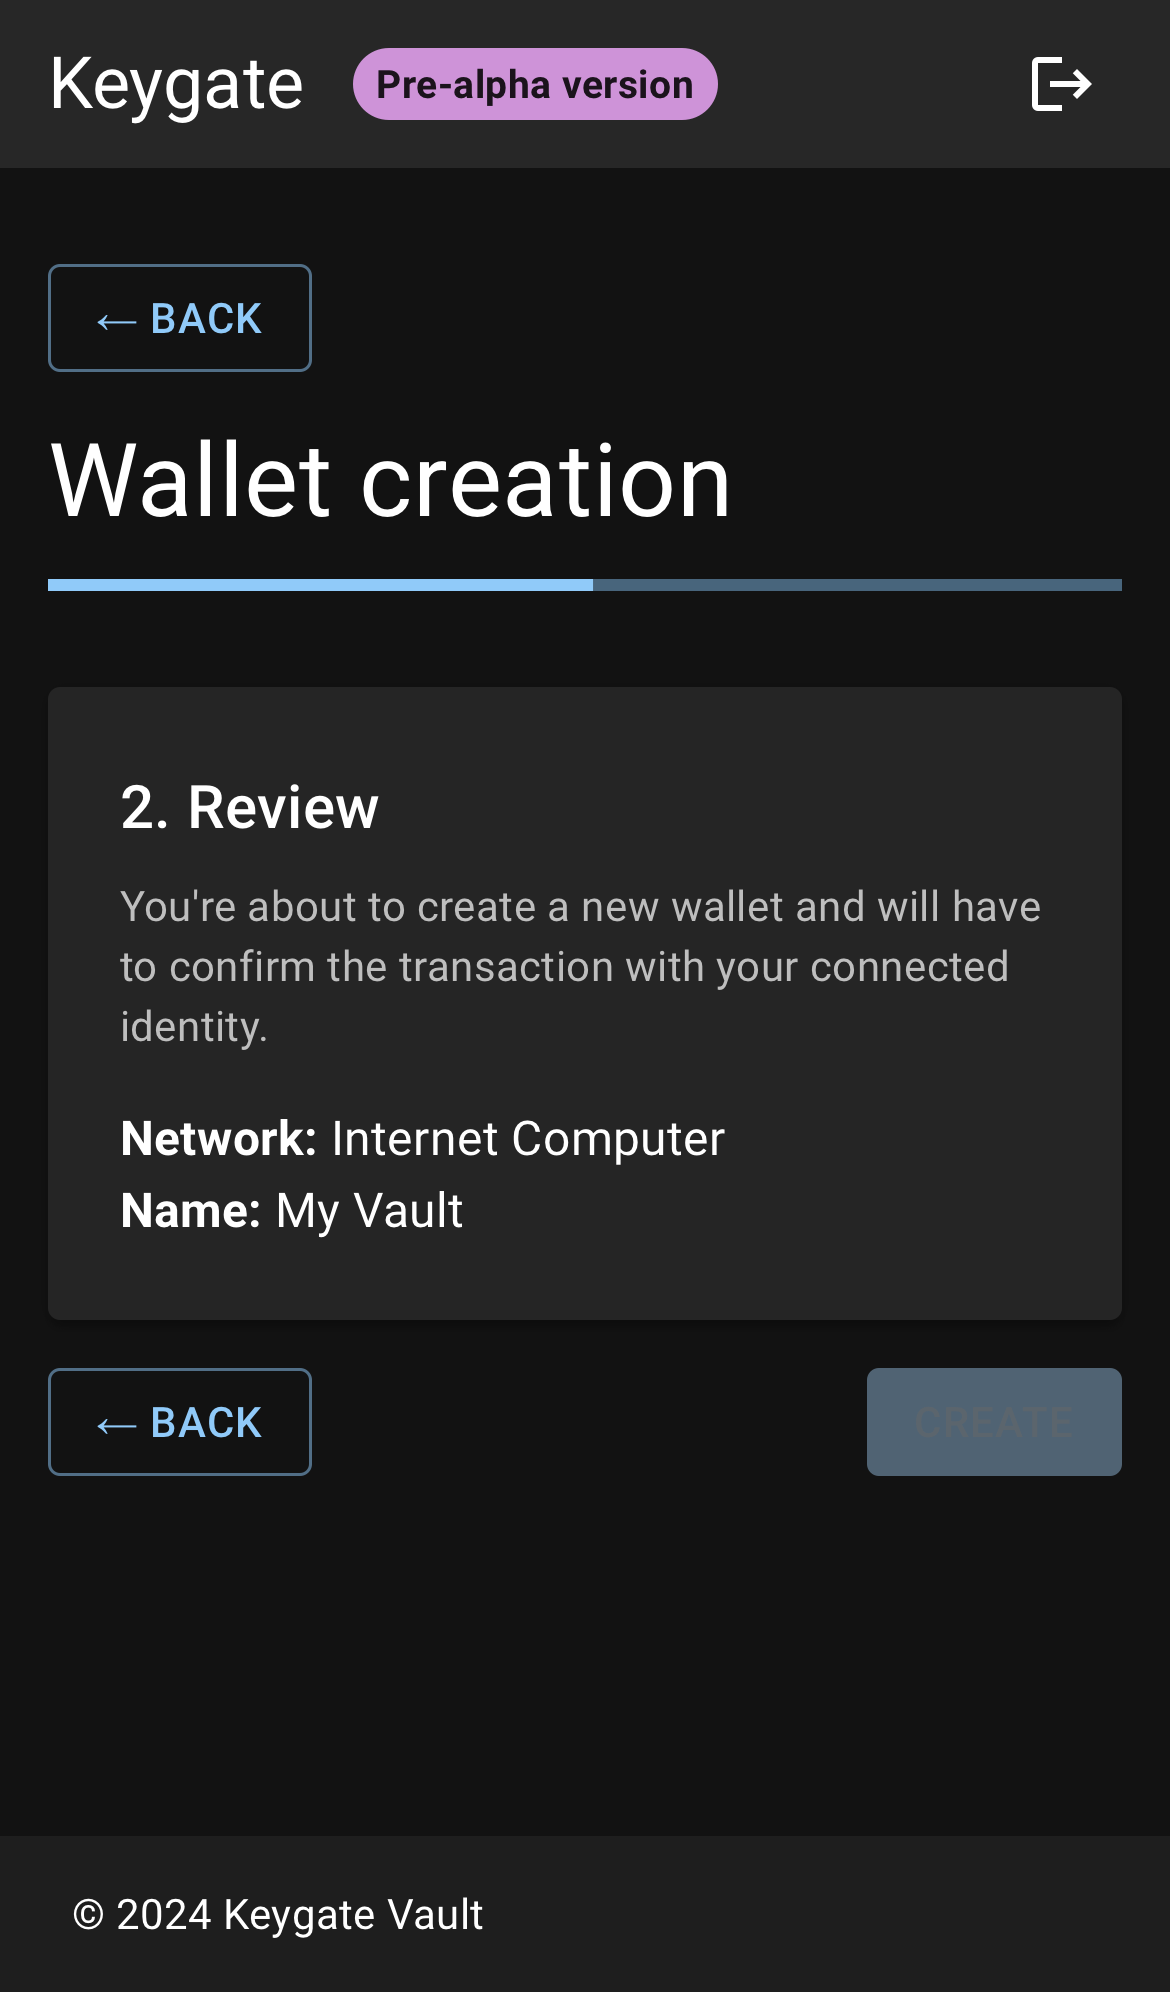 Keygate
Pre-alpha version
← BACK
Wallet creation
2. Review
You're about to create a new wallet and will have
to confirm the transaction with your connected
identity.
Network: Internet Computer
Name: My Vault
← BACK
CREATE
© 2024 Keygate Vault